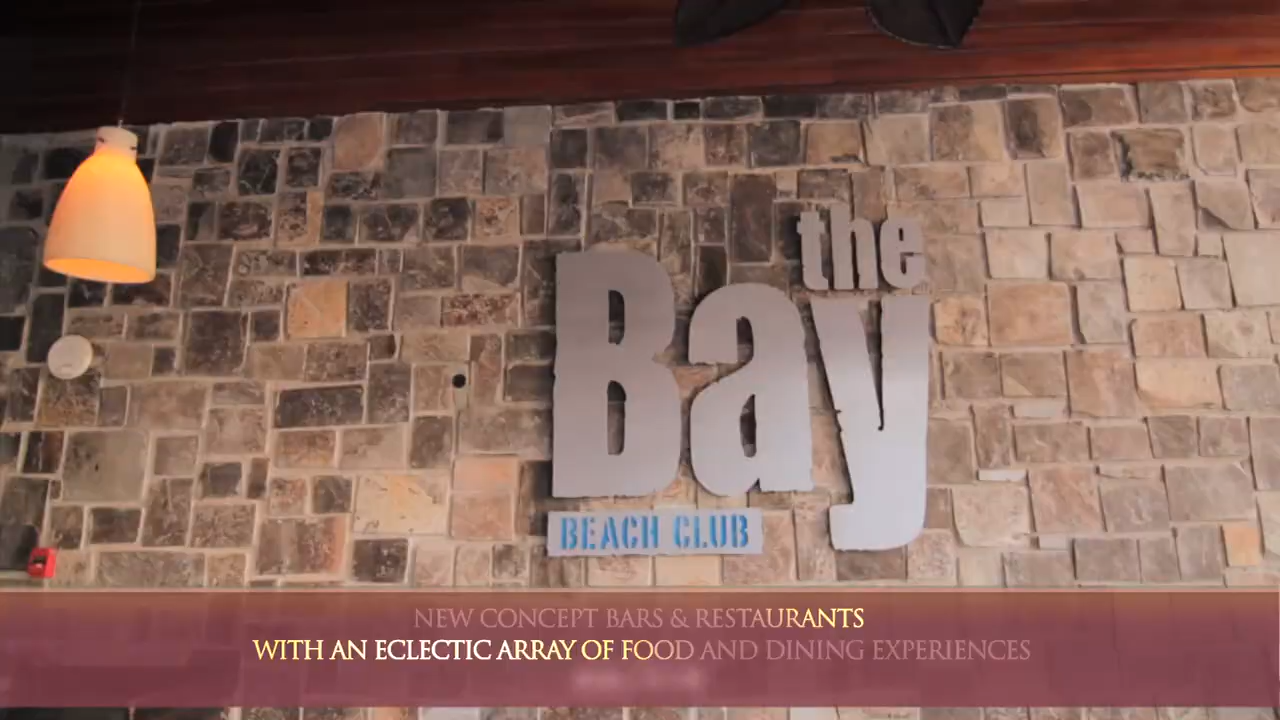 the
Bay
BEACH CLUB
NEW CONCEPT BARS & RESTAURANTS
WITH AN ECLECTIC ARRAY OF FOOD AND DINING EXPERIENCES